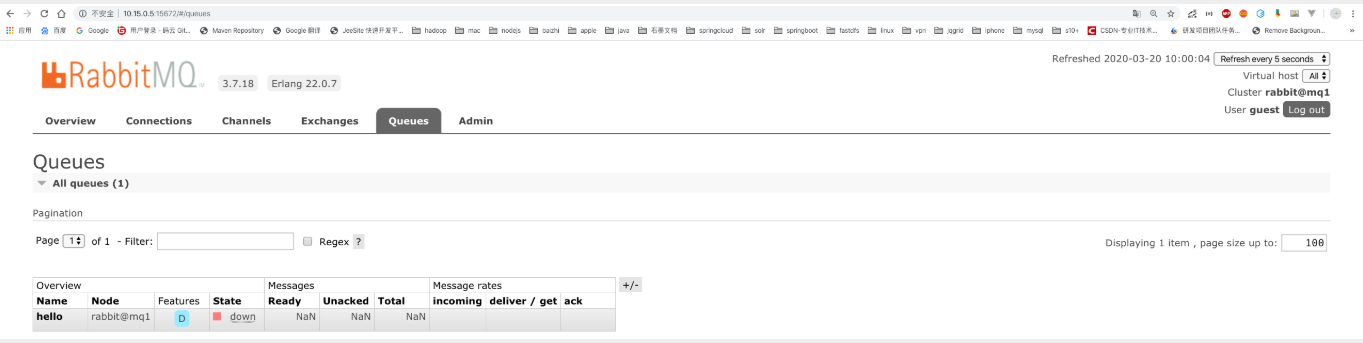 不安全 | 10.15.0.5:15672/#/queues
应用 百度 Google 用户登录 - 码云 Git... Maven Repository Google 翻译 JeeSite 快速开发平... hadoop mac nodejs baizhi apple java 石墨文档 springcloud solr springboot fastdfs linux vpn jqgrid iphone mysql s10+ CSDN-专业IT技术... 研发项目团队任务... Remove Backgroun... »
Refreshed 2020-03-20 10:00:04 Refresh every 5 seconds
RabbitMQ TM 3.7.18 Erlang 22.0.7
Virtual host All
Cluster rabbit@mq1
User guest Log out
Overview Connections Channels Exchanges Queues Admin
Queues
All queues (1)
Pagination
Page 1 of 1 - Filter: Regex ? Displaying 1 item , page size up to: 100
Overview Messages Message rates +/-
Name Node Features State Ready Unacked Total incoming deliver / get ack
hello rabbit@mq1 D down NaN NaN NaN